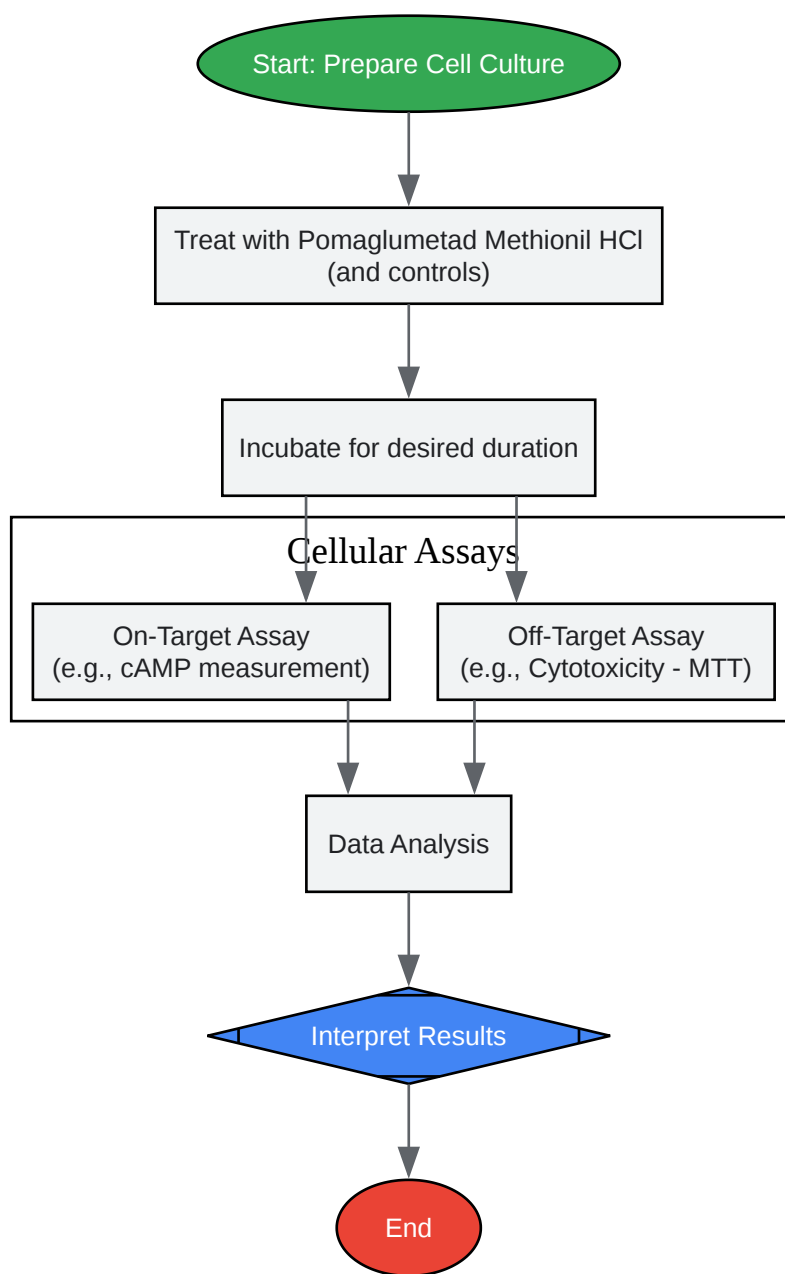 Start: Prepare Cell Culture
Treat with Pomaglumetad Methionil HCl
(and controls)
Incubate for desired duration
Cellular Assays
On-Target Assay
(e.g., cAMP measurement)
Off-Target Assay
(e.g., Cytotoxicity - MTT)
Data Analysis
Interpret Results
End